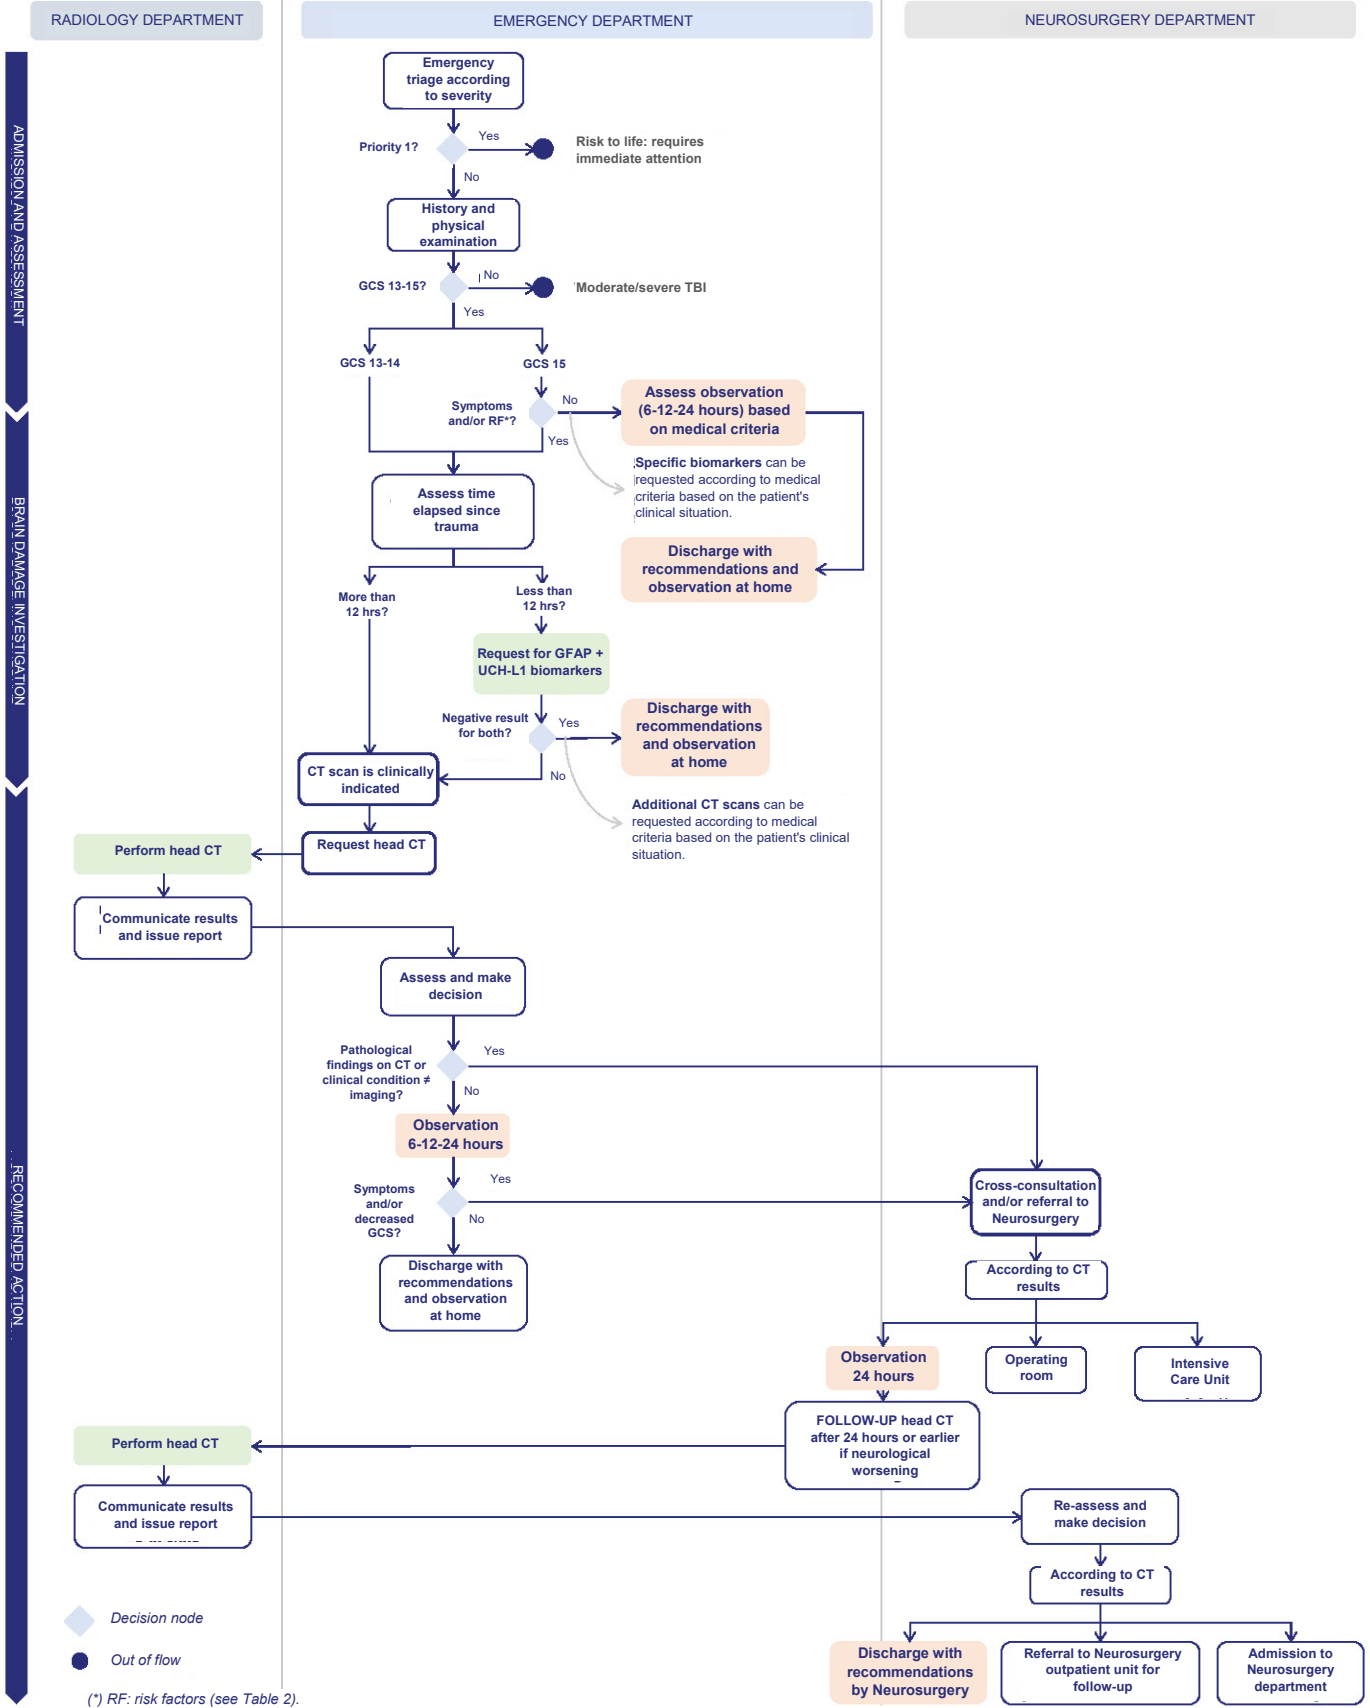 RADIOLOGY DEPARTMENT
EMERGENCY DEPARTMENT
NEUROSURGERY DEPARTMENT
ADMISSION AND ASSESSMENT
Emergency
triage according
to severity
Priority 1?
Yes
Risk to life: requires
immediate attention
No
History and
physical
examination
GCS 13-15?
No
Moderate/severe TBI
Yes
GCS 13-14
GCS 15
Symptoms
and/or RF*?
No
Assess observation
(6-12-24 hours) based
on medical criteria
Yes
BRAIN DAMAGE INVESTIGATION
Specific biomarkers can be
requested according to medical
criteria based on the patient's
clinical situation.
Assess time
elapsed since
trauma
Discharge with
recommendations and
observation at home
More than
12 hrs?
Less than
12 hrs?
Request for GFAP +
UCH-L1 biomarkers
Negative result
for both?
Yes
Discharge with
recommendations
and observation
at home
No
CT scan is clinically
indicated
Additional CT scans can be
requested according to medical
criteria based on the patient's clinical
situation.
RECOMMENDED ACTION
Request head CT
Perform head CT
Communicate results
and issue report
Assess and make
decision
Pathological
findings on CT or
clinical condition ≠
imaging?
Yes
No
Observation
6-12-24 hours
Symptoms
and/or
decreased
GCS?
Yes
No
Cross-consultation
and/or referral to
Neurosurgery
Discharge with
recommendations
and observation
at home
According to CT
results
Observation
24 hours
Operating
room
Intensive
Care Unit
FOLLOW-UP head CT
after 24 hours or earlier
if neurological
worsening
Perform head CT
Communicate results
and issue report
Re-assess and
make decision
According to CT
results
Discharge with
recommendations
by Neurosurgery
Referral to Neurosurgery
outpatient unit for
follow-up
Admission to
Neurosurgery
department
Decision node
Out of flow
(*) RF: risk factors (see Table 2).